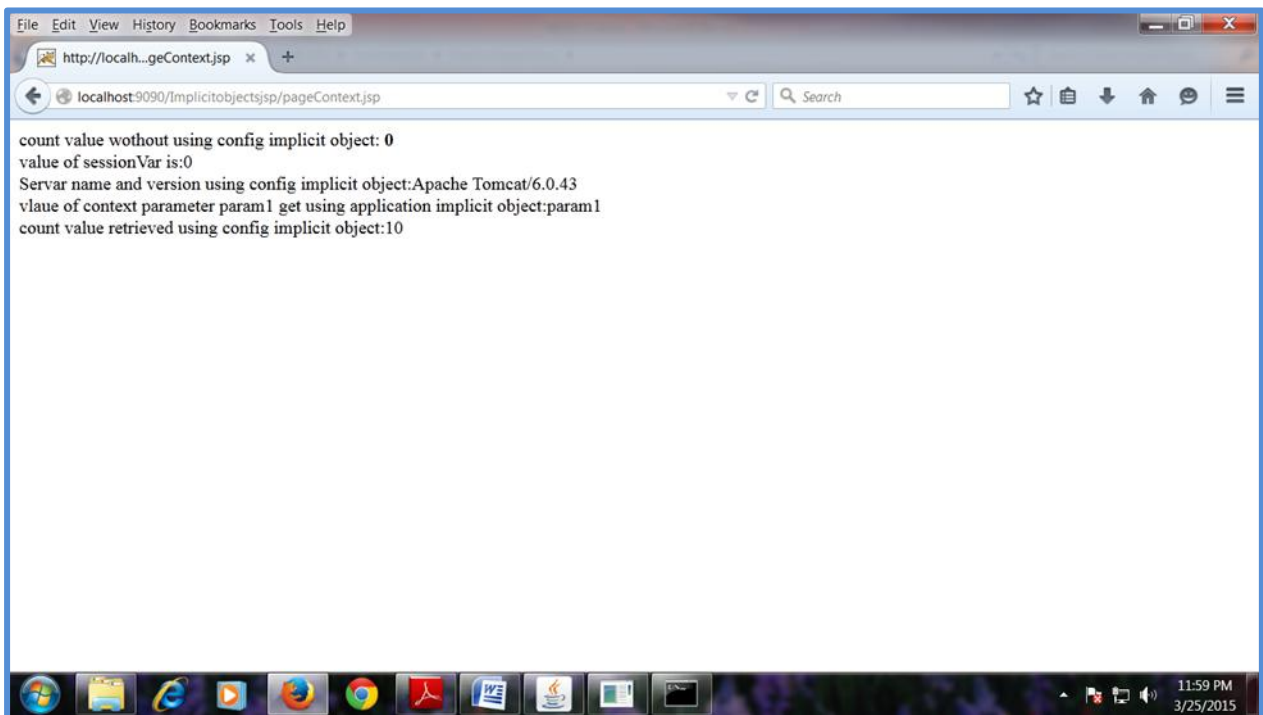 File Edit View History Bookmarks Tools Help
http://localh...geContext.jsp
localhost:9090/Implicitobjectsjsp/pageContext.jsp
Search
count value wothout using config implicit object: 0
value of sessionVar is:0
Servar name and version using config implicit object:Apache Tomcat/6.0.43
vlaue of context parameter param1 get using application implicit object:param1
count value retrieved using config implicit object:10
11:59 PM
3/25/2015